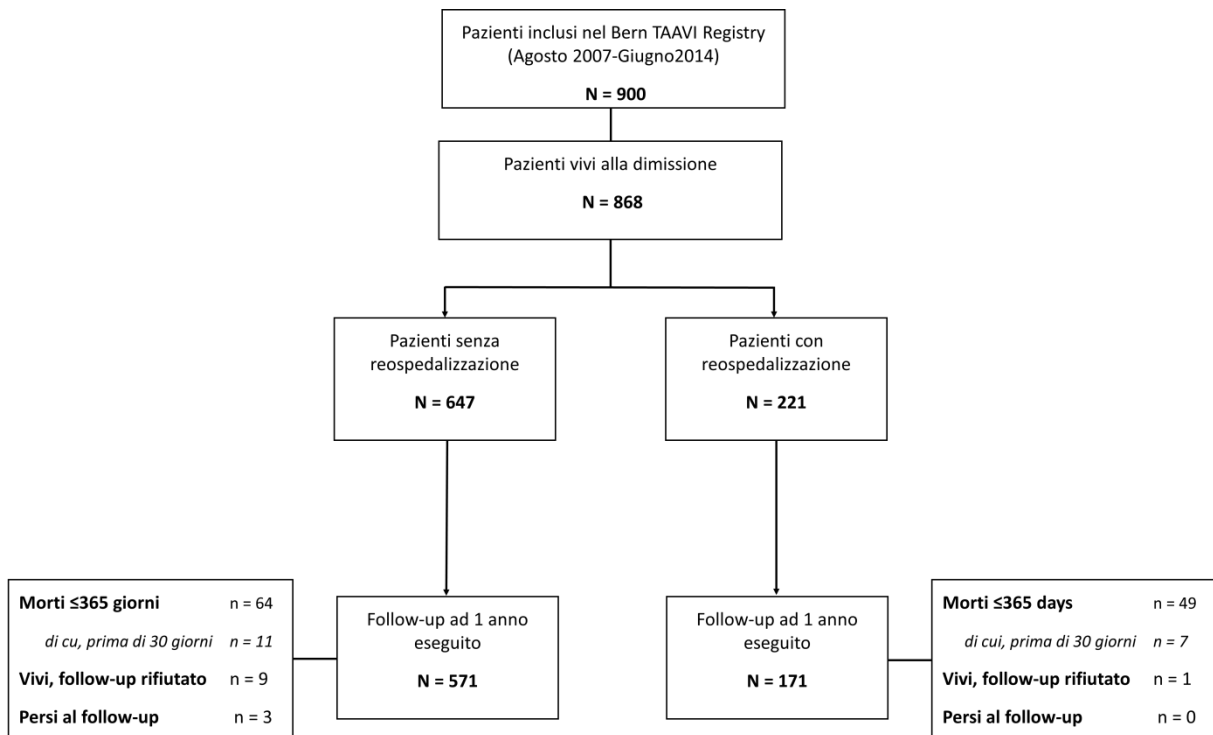 Pazienti inclusi nel Bern TAAVI Registry
(Agosto 2007-Giugno2014)
N = 900
Pazienti vivi alla dimissione
N = 868
Pazienti senza
reospedalizzazione
N = 647
Pazienti con
reospedalizzazione
N = 221
Morti ≤365 giorni n = 64
di cu, prima di 30 giorni n = 11
Vivi, follow-up rifiutato n = 9
Persi al follow-up n = 3
Follow-up ad 1 anno
eseguito
N = 571
Follow-up ad 1 anno
eseguito
N = 171
Morti ≤365 days n = 49
di cui, prima di 30 giorni n = 7
Vivi, follow-up rifiutato n = 1
Persi al follow-up n = 0